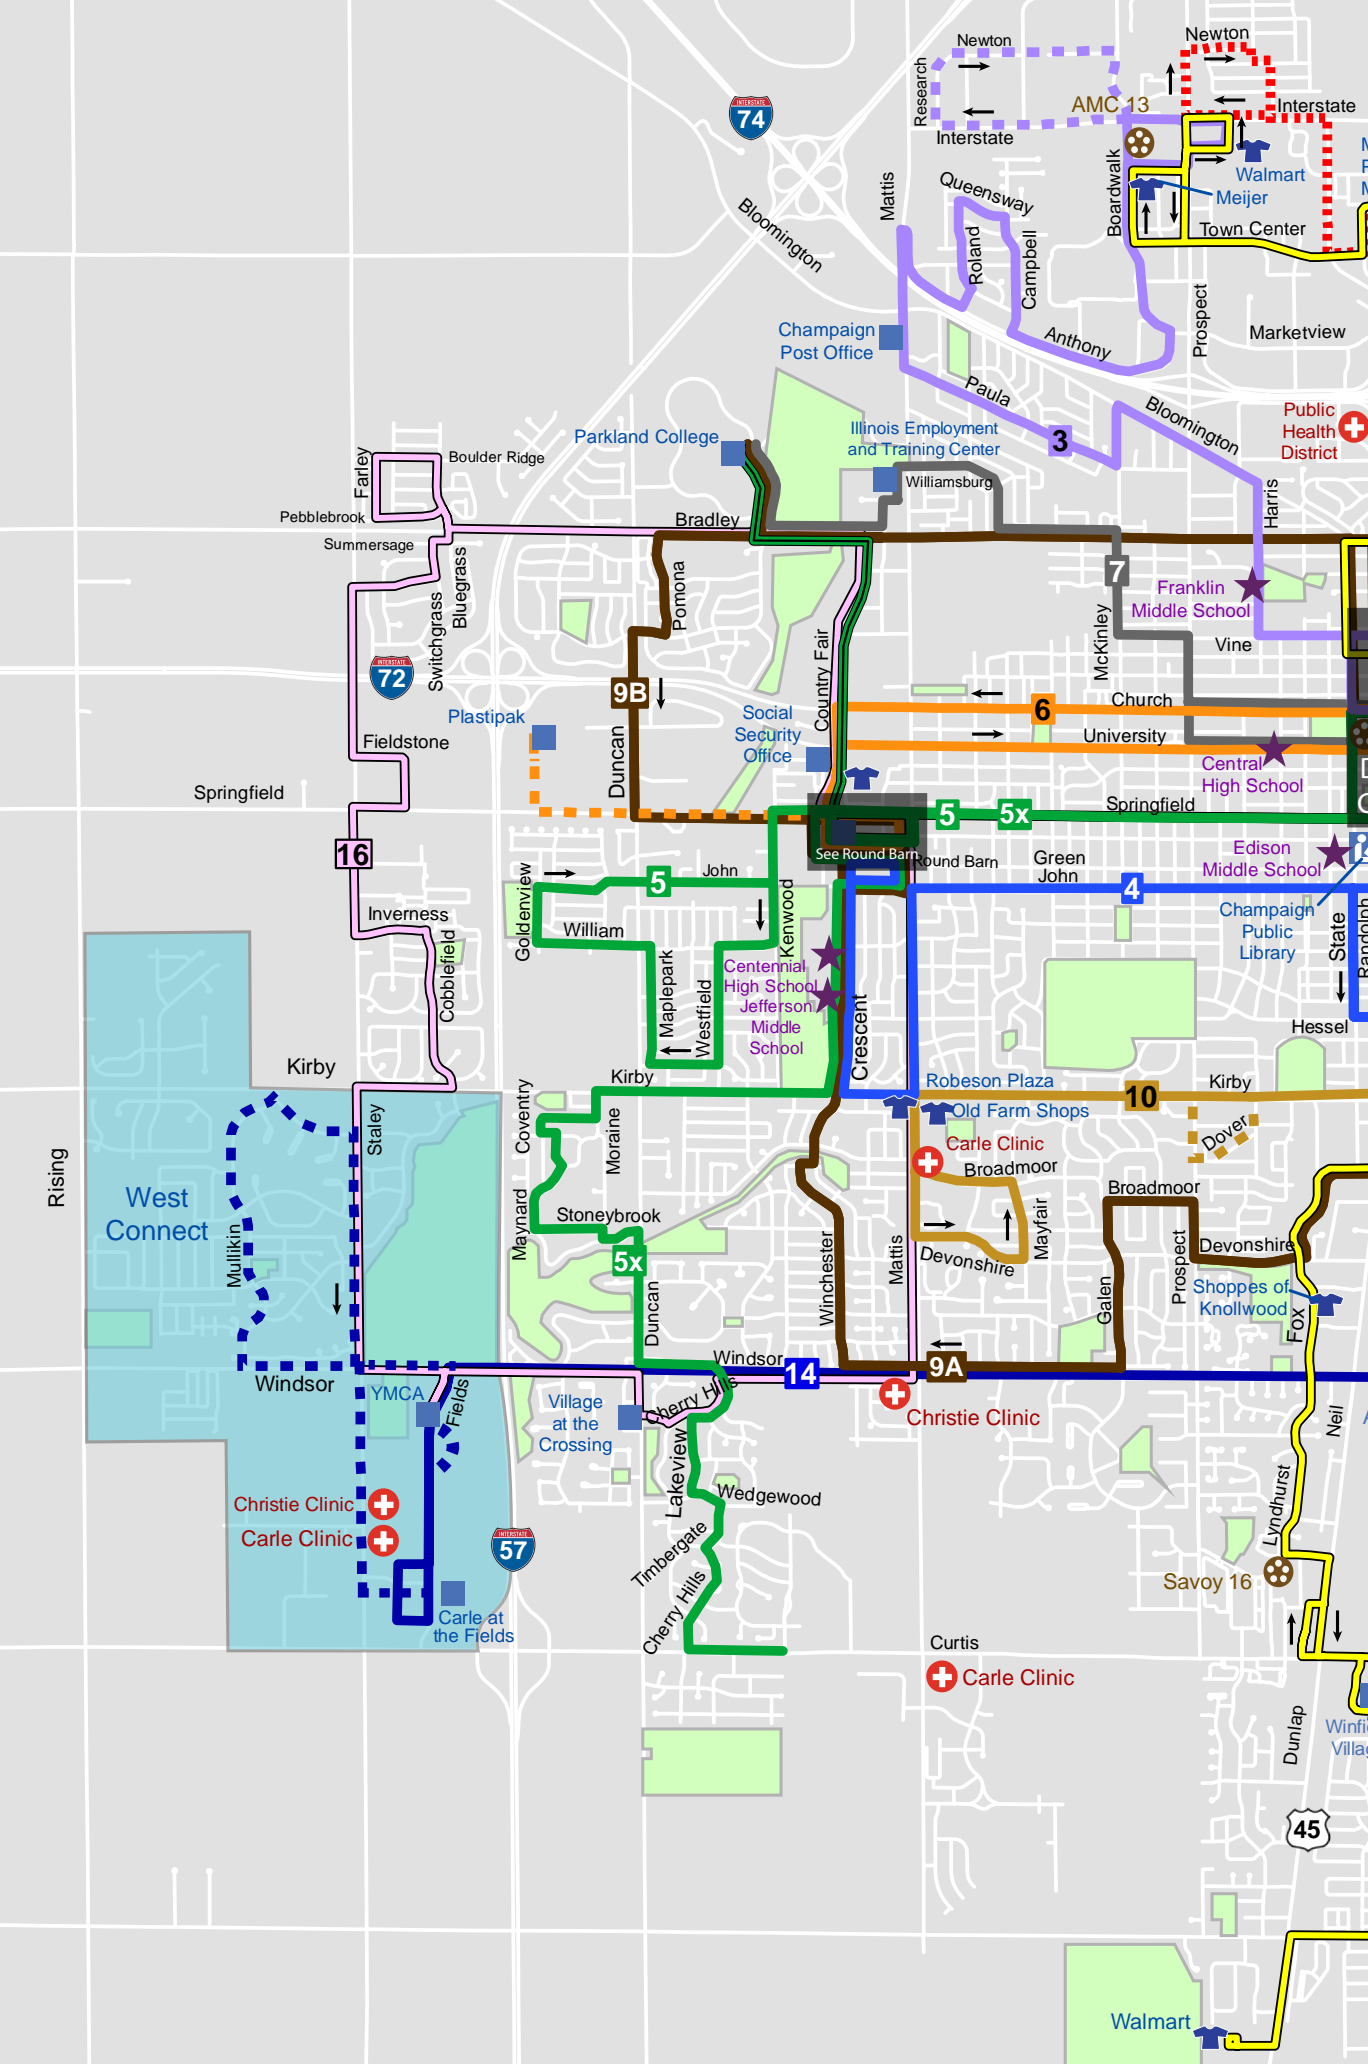 Newton
Newton
INTERSTATE
74
Research
AMC 13
Interstate
Interstate
Walmart
Meijer
Boardwalk
Town Center
Mattis
Queensway
Roland
Campbell
Bloomington
Prospect
Marketview
Champaign
Post Office
Anthony
Paula
Bloomington
Public
Health
District
Illinois Employment
and Training Center
3
Parkland College
Farley
Boulder Ridge
Williamsburg
Harris
Pebblebrook
Bradley
Summersage
Bluegrass
Switchgrass
Pomona
7
Franklin
Middle School
McKinley
Vine
Country Fair
INTERSTATE
72
9B
Church
6
University
Plastipak
Social
Security
Office
Duncan
Fieldstone
Central
High School
Springfield
5
5x
Springfield
16
See Round Barn
Round Barn
Edison
Middle School
Green
John
John
5
4
Goldenview
Kenwood
Inverness
William
Cobblefield
Champaign
Public
Library
State
Randolph
Maplepark
Westfield
Centennial
High School
Jefferson
Middle
School
Crescent
Hessel
Kirby
Kirby
Robeson Plaza
Old Farm Shops
10
Kirby
Dover
Staley
Coventry
Moraine
Carle Clinic
Broadmoor
Rising
West
Connect
Mullikin
Maynard
Stoneybrook
5x
Duncan
Winchester
Mattis
Devonshire
Mayfair
Broadmoor
Galen
Prospect
Devonshire
Shoppes of
Knollwood
Fox
Windsor
Windsor
14
9A
YMCA
Fields
Village
at the
Crossing
Cherry Hills
Christie Clinic
Neil
Lakeview
Wedgewood
Christie Clinic
Carle Clinic
INTERSTATE
57
Timbergate
Cherry Hills
Lyndhurst
Savoy 16
Carle at
the Fields
Curtis
Carle Clinic
Dunlap
45
Walmart